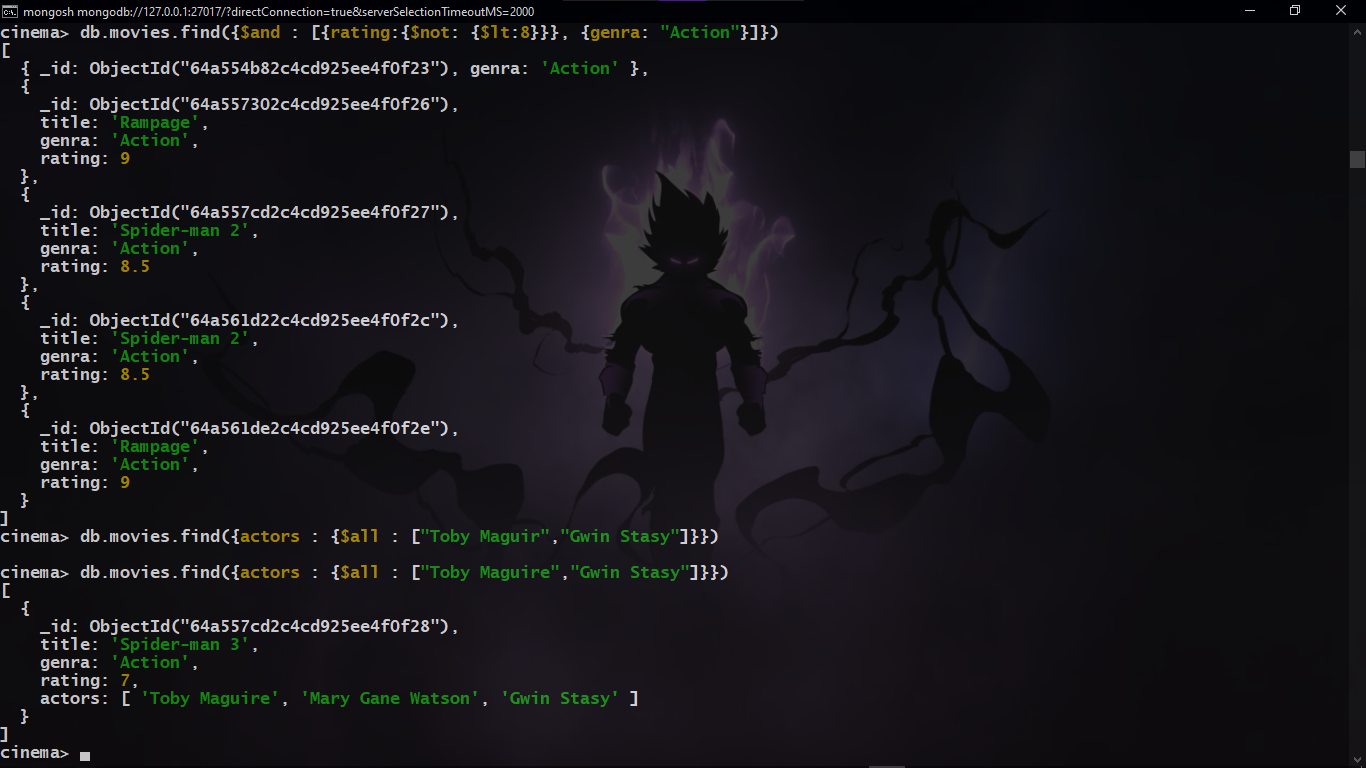 mongosh mongodb://127.0.0.1:27017/?directConnection=true&serverSelectionTimeoutMS=2000
cinema> db.movies.find({$and : [{rating:{$not: {$lt:8}}}, {genra: "Action"}]})
[
  { _id: ObjectId("64a554b82c4cd925ee4f0f23"), genra: 'Action' },
  {
    _id: ObjectId("64a557302c4cd925ee4f0f26"),
    title: 'Rampage',
    genra: 'Action',
    rating: 9
  },
  {
    _id: ObjectId("64a557cd2c4cd925ee4f0f27"),
    title: 'Spider-man 2',
    genra: 'Action',
    rating: 8.5
  },
  {
    _id: ObjectId("64a561d22c4cd925ee4f0f2c"),
    title: 'Spider-man 2',
    genra: 'Action',
    rating: 8.5
  },
  {
    _id: ObjectId("64a561de2c4cd925ee4f0f2e"),
    title: 'Rampage',
    genra: 'Action',
    rating: 9
  }
]
cinema> db.movies.find({actors : {$all : ["Toby Maguir","Gwin Stasy"]}})
cinema> db.movies.find({actors : {$all : ["Toby Maguire","Gwin Stasy"]}})
[
  {
    _id: ObjectId("64a557cd2c4cd925ee4f0f28"),
    title: 'Spider-man 3',
    genra: 'Action',
    rating: 7,
    actors: [ 'Toby Maguire', 'Mary Gane Watson', 'Gwin Stasy' ]
  }
]
cinema>